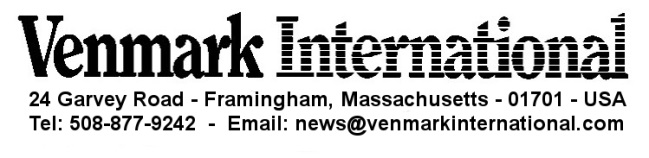 Venmark International
24 Garvey Road - Framingham, Massachusetts - 01701 - USA
Tel: 508-877-9242 - Email: news@venmarkinternational.com